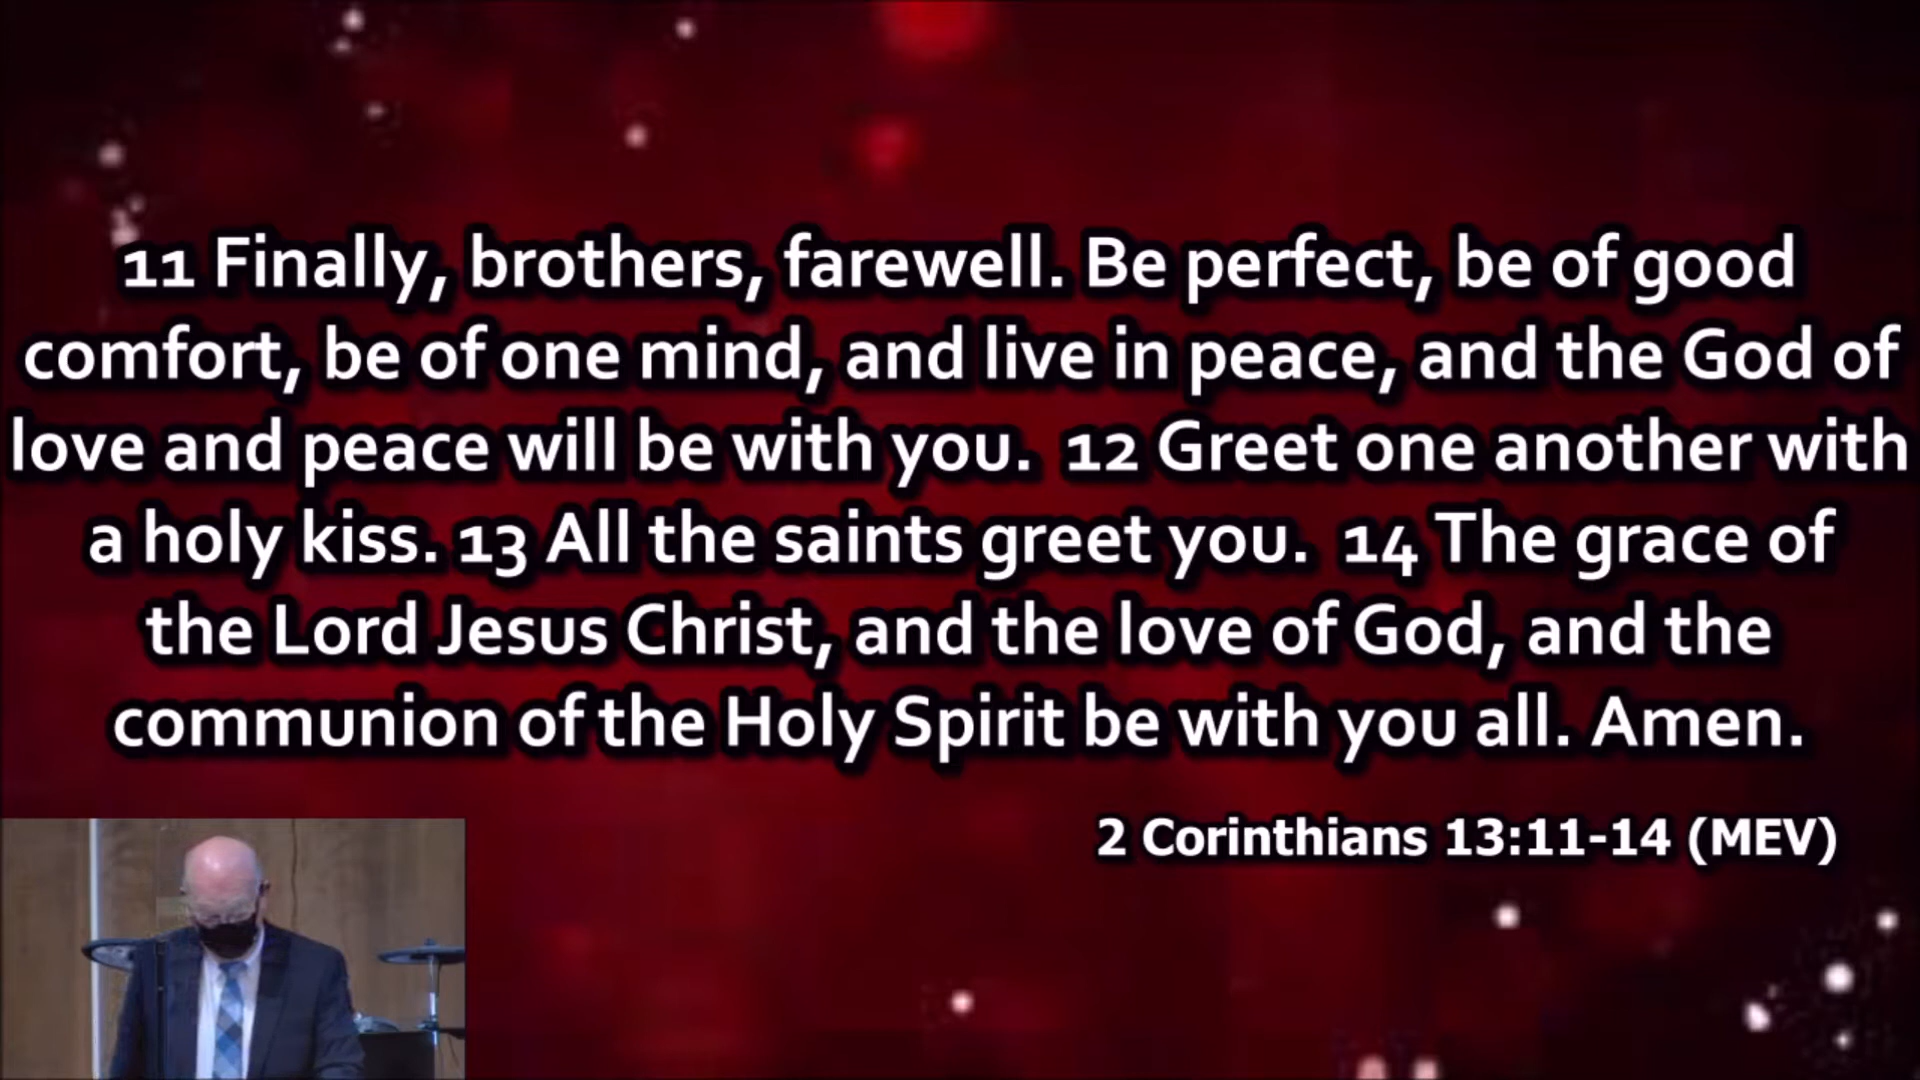 11 Finally, brothers, farewell. Be perfect, be of good
comfort, be of one mind, and live in peace, and the God of
love and peace will be with you. 12 Greet one another with
a holy kiss. 13 All the saints greet you. 14 The grace of
the Lord Jesus Christ, and the love of God, and the
communion of the Holy Spirit be with you all. Amen.
2 Corinthians 13:11-14 (MEV)